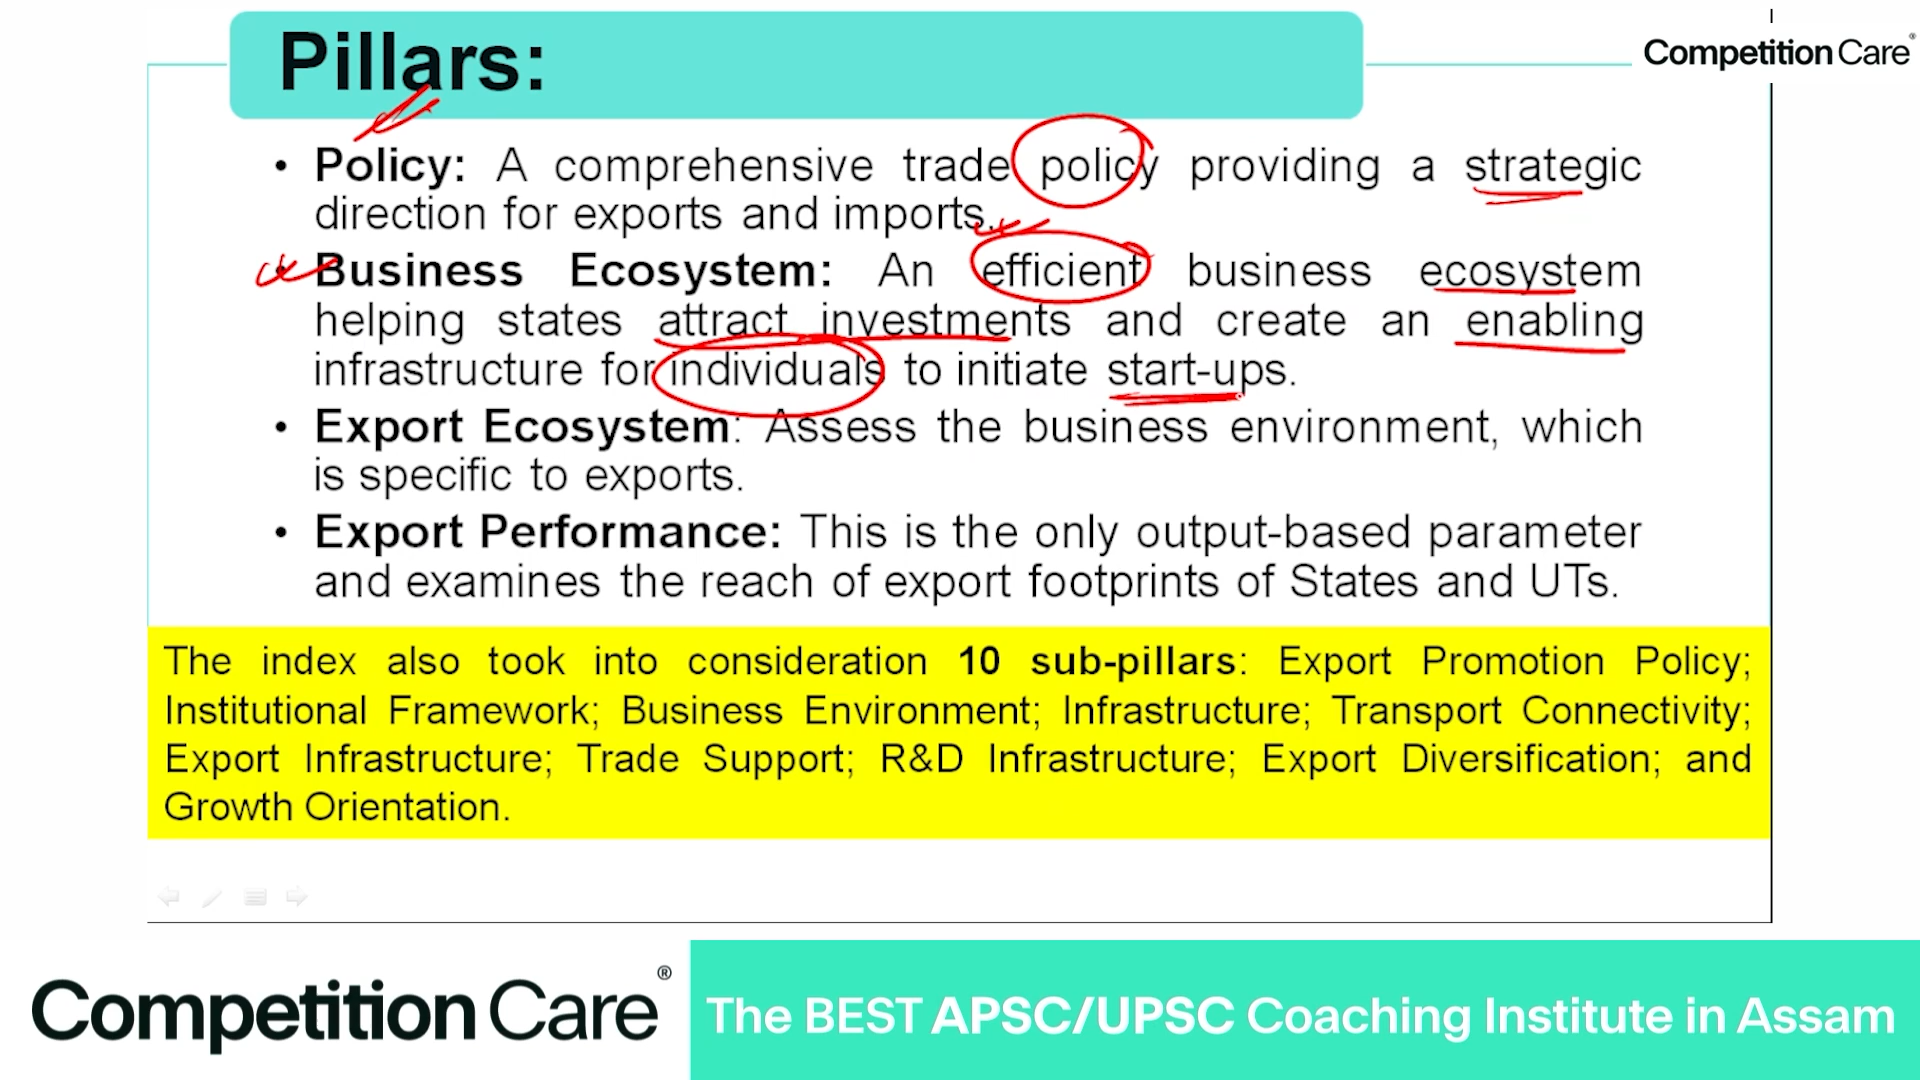 Pillars:
Competition Care®
• Policy: A comprehensive trade policy providing a strategic
direction for exports and imports.
• Business Ecosystem: An efficient business ecosystem
helping states attract investments and create an enabling
infrastructure for individuals to initiate start-ups.
• Export Ecosystem: Assess the business environment, which
is specific to exports.
• Export Performance: This is the only output-based parameter
and examines the reach of export footprints of States and UTs.
The index also took into consideration 10 sub-pillars: Export Promotion Policy;
Institutional Framework; Business Environment; Infrastructure; Transport Connectivity;
Export Infrastructure; Trade Support; R&D Infrastructure; Export Diversification; and
Growth Orientation.
Competition Care®
The BEST APSC/UPSC Coaching Institute in Assam